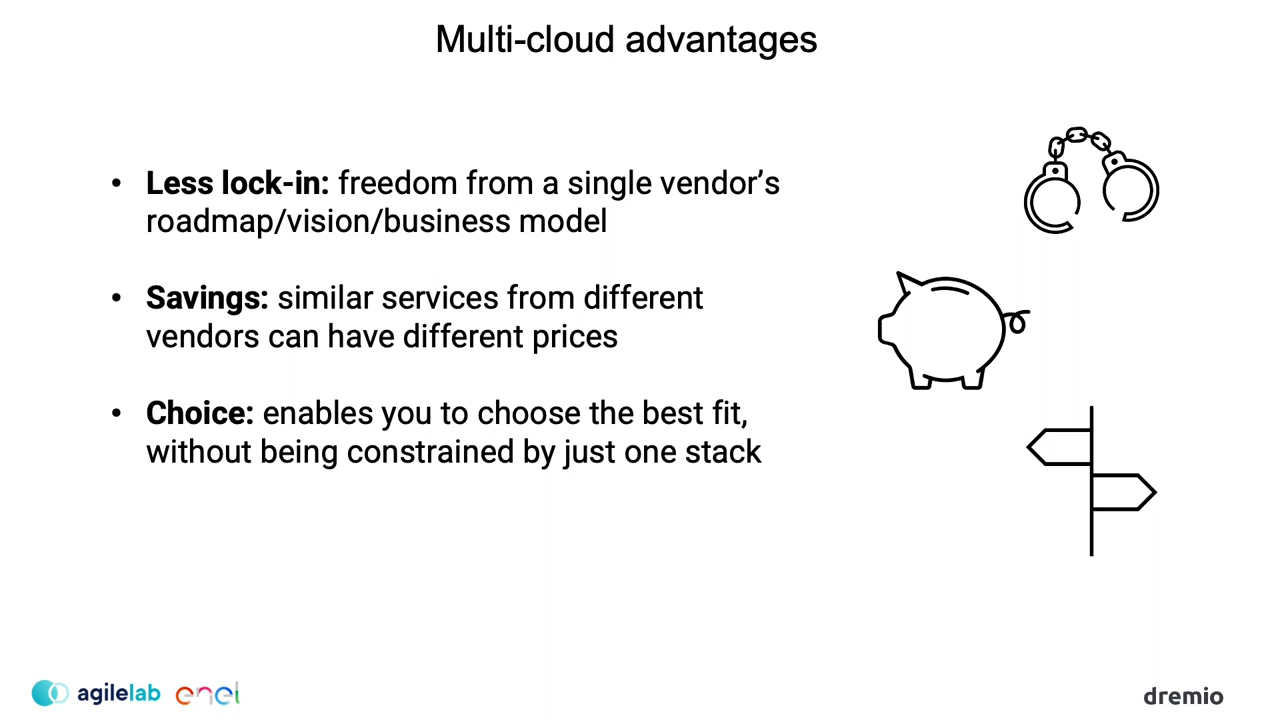 Multi-cloud advantages
• Less lock-in: freedom from a single vendor’s
roadmap/vision/business model
• Savings: similar services from different
vendors can have different prices
• Choice: enables you to choose the best fit,
without being constrained by just one stack
agilelab enel
dremio